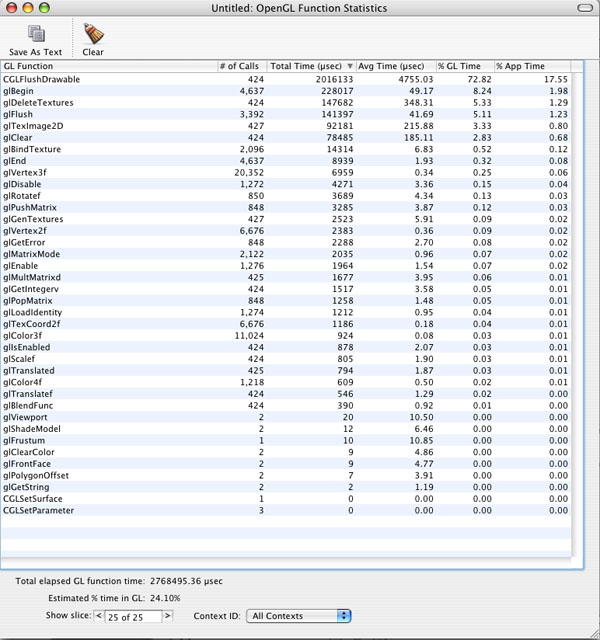 Untitled: OpenGL Function Statistics
Save As Text Clear
GL Function # of Calls Total Time (µsec) Avg Time (µsec) % GL Time % App Time
CGLFlushDrawable 424 2016133 4755.03 72.82 17.55
glBegin 4,637 228017 49.17 8.24 1.98
glDeleteTextures 424 147682 348.31 5.33 1.29
glFlush 3,392 141397 41.69 5.11 1.23
glTexImage2D 427 92181 215.88 3.33 0.80
glClear 424 78485 185.11 2.83 0.68
glBindTexture 2,096 14314 6.83 0.52 0.12
glEnd 4,637 8939 1.93 0.32 0.08
glVertex3f 20,352 6959 0.34 0.25 0.06
glDisable 1,272 4271 3.36 0.15 0.04
glRotatef 850 3689 4.34 0.13 0.03
glPushMatrix 848 3285 3.87 0.12 0.03
glGenTextures 427 2523 5.91 0.09 0.02
glVertex2f 6,676 2383 0.36 0.09 0.02
glGetError 848 2288 2.70 0.08 0.02
glMatrixMode 2,122 2035 0.96 0.07 0.02
glEnable 1,276 1964 1.54 0.07 0.02
glMultMatrixd 425 1677 3.95 0.06 0.01
glGetIntegerv 424 1517 3.58 0.05 0.01
glPopMatrix 848 1258 1.48 0.05 0.01
glLoadIdentity 1,274 1212 0.95 0.04 0.01
glTexCoord2f 6,676 1186 0.18 0.04 0.01
glColor3f 11,024 924 0.08 0.03 0.01
glIsEnabled 424 878 2.07 0.03 0.01
glScalef 424 805 1.90 0.03 0.01
glTranslated 425 794 1.87 0.03 0.01
glColor4f 1,218 609 0.50 0.02 0.01
glTranslatef 424 546 1.29 0.02 0.00
glBlendFunc 424 390 0.92 0.01 0.00
glViewport 2 20 10.50 0.00 0.00
glShadeModel 2 12 6.46 0.00 0.00
glFrustum 1 10 10.85 0.00 0.00
glClearColor 2 9 4.86 0.00 0.00
glFrontFace 2 9 4.77 0.00 0.00
glPolygonOffset 2 7 3.91 0.00 0.00
glGetString 2 2 1.19 0.00 0.00
CGLSetSurface 1 0 0.00 0.00 0.00
CGLSetParameter 3 0 0.00 0.00 0.00
Total elapsed GL function time: 2768495.36 µsec
Estimated % time in GL: 24.10%
Show slice: < 25 of 25 > Context ID: All Contexts